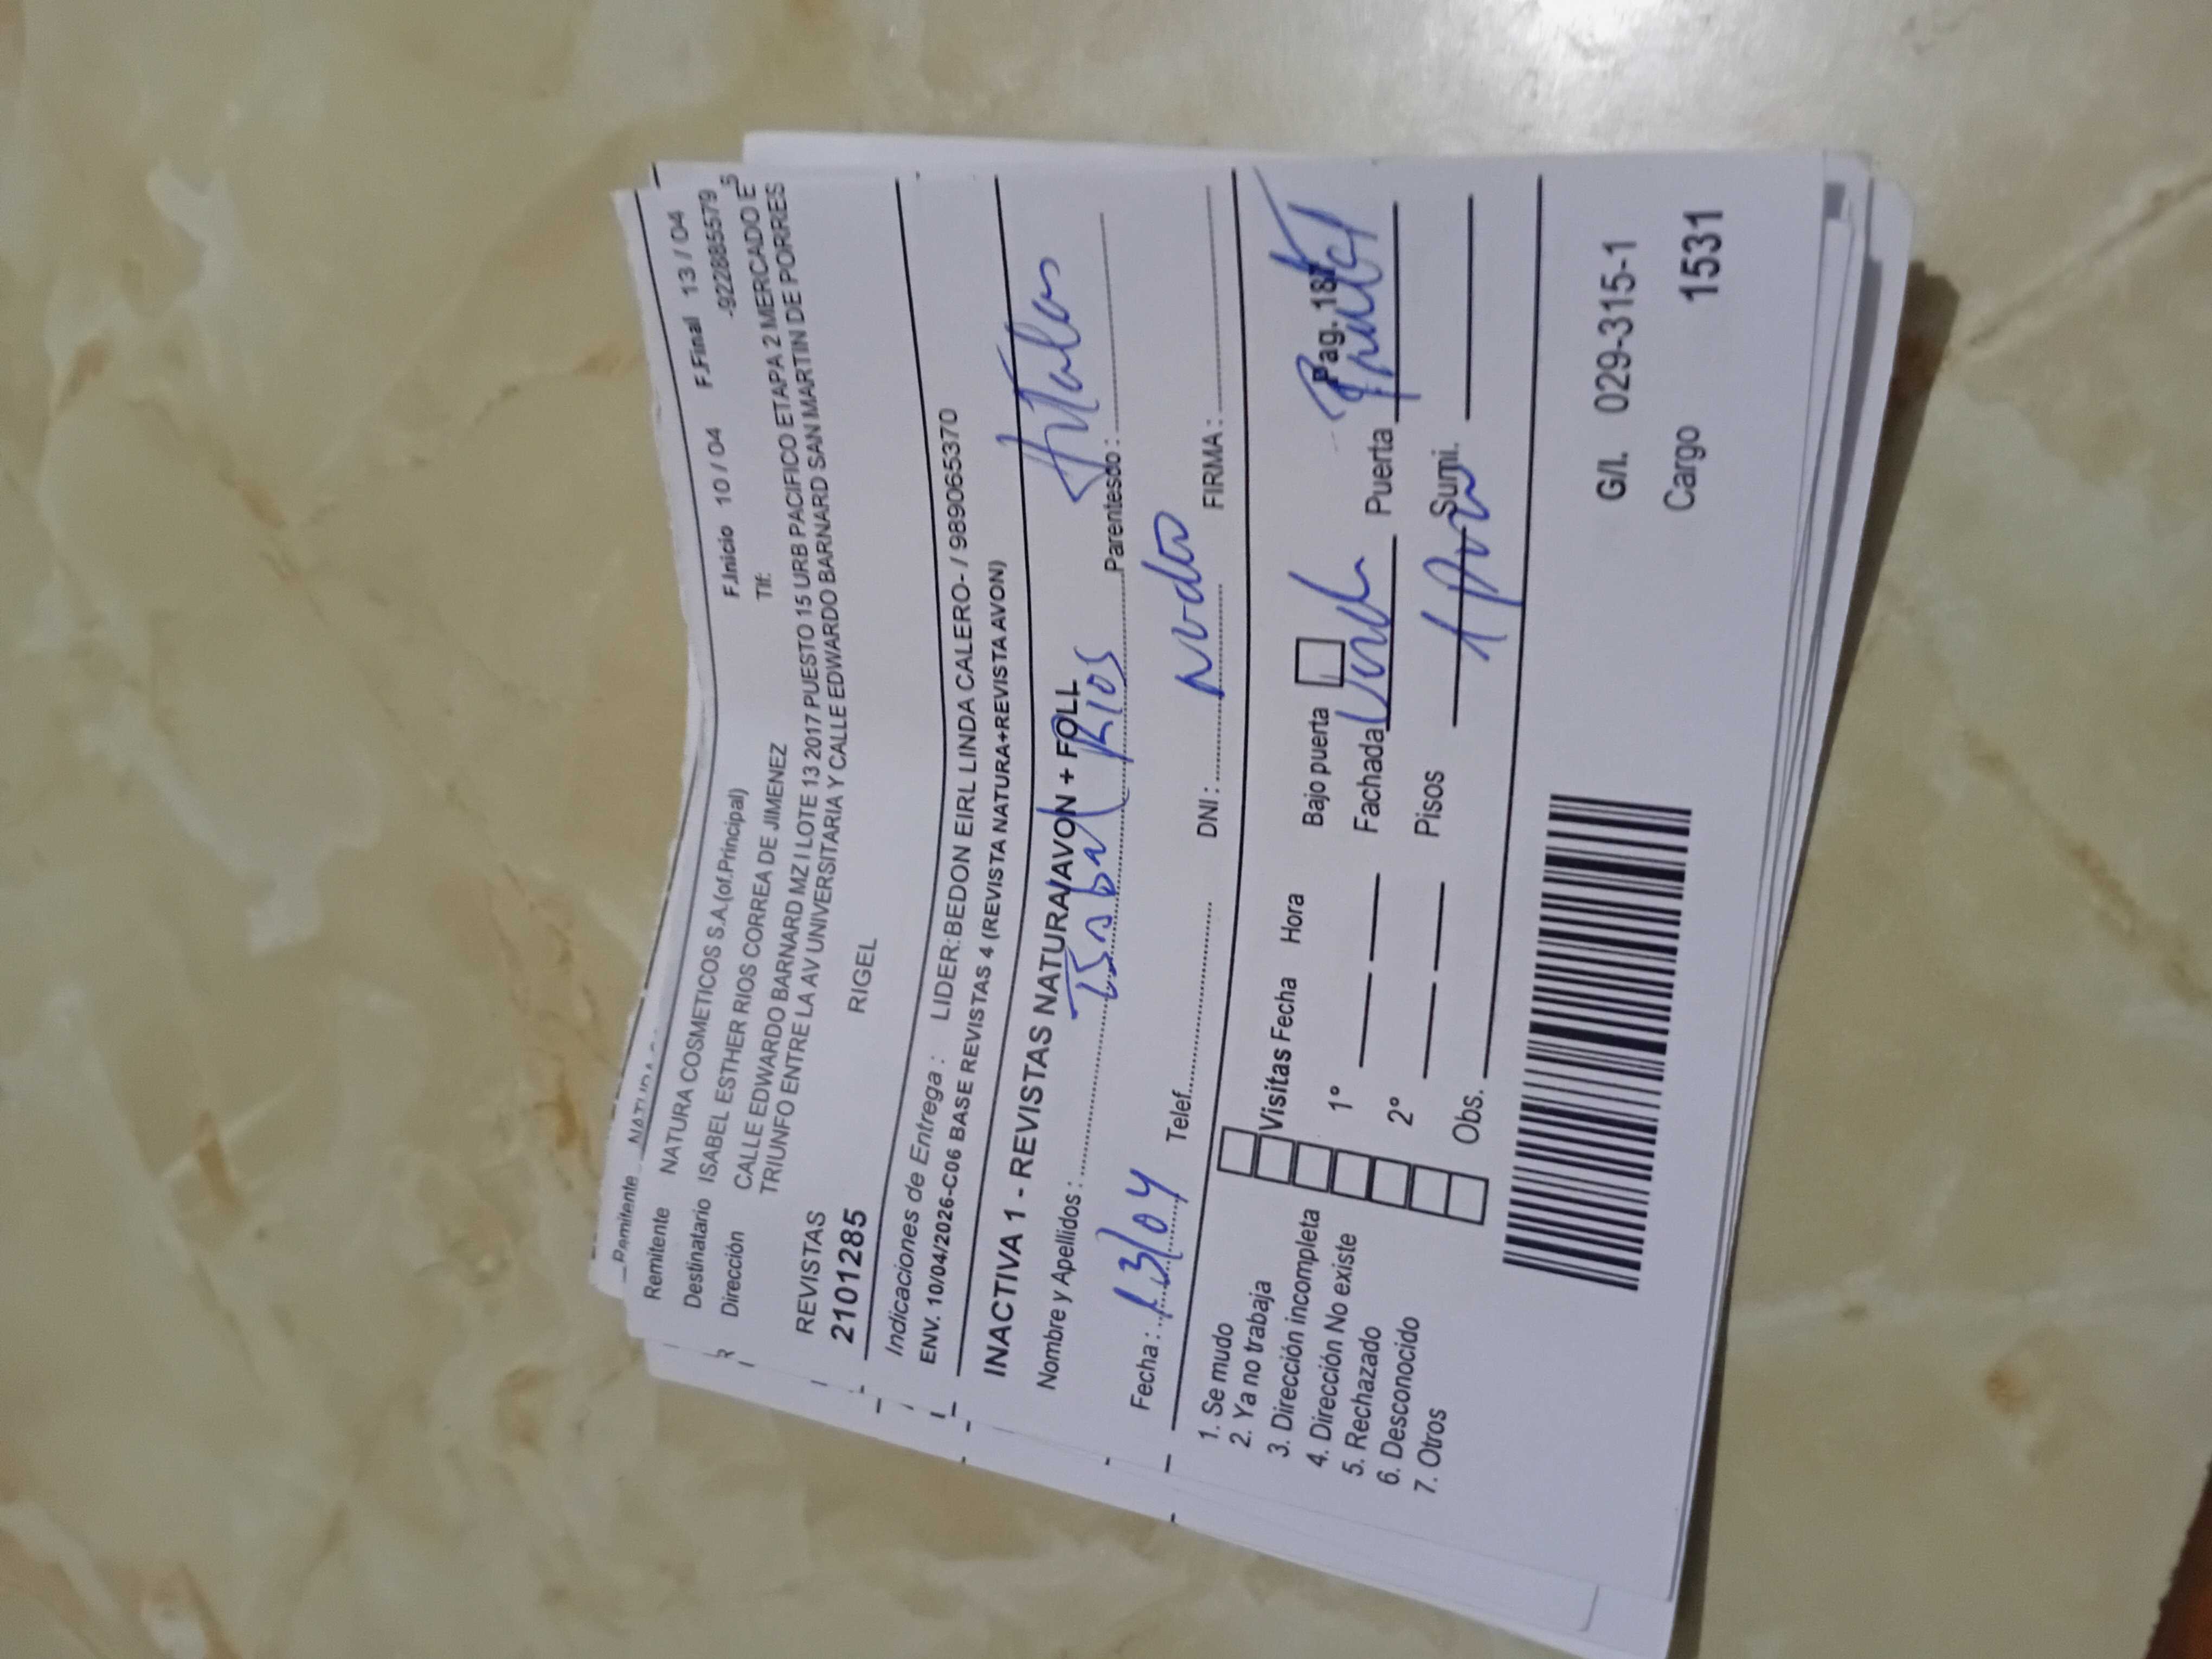 Remitente NATURA
Remitente NATURA COSMETICOS S.A.(of.Principal) F.Inicio 10 / 04 F.Final 13 / 04
Destinatario ISABEL ESTHER RIOS CORREA DE JIMENEZ Tlf: -922885579
Dirección CALLE EDWARDO BARNARD MZ I LOTE 13 2017 PUESTO 15 URB PACIFICO ETAPA 2 MERCADO E
TRIUNFO ENTRE LA AV UNIVERSITARIA Y CALLE EDWARDO BARNARD SAN MARTIN DE PORRES
REVISTAS RIGEL
2101285
Indicaciones de Entrega : LIDER:BEDON EIRL LINDA CALERO- / 989065370
ENV. 10/04/2026-C06 BASE REVISTAS 4 (REVISTA NATURA+REVISTA AVON)
INACTIVA 1 - REVISTAS NATURA/AVON + FOLL
Nombre y Apellidos : Isabel Rios Parentesco : titular
Fecha : 13/04 Telef. DNI : FIRMA :
1. Se mudo
2. Ya no trabaja
3. Dirección incompleta
4. Dirección No existe
5. Rechazado
6. Desconocido
7. Otros
Visitas Fecha Hora
1°
2°
Obs.
Bajo puerta Pag. 187
Fachada Puerta
Pisos Sumi.
G/I. 029-315-1
Cargo 1531